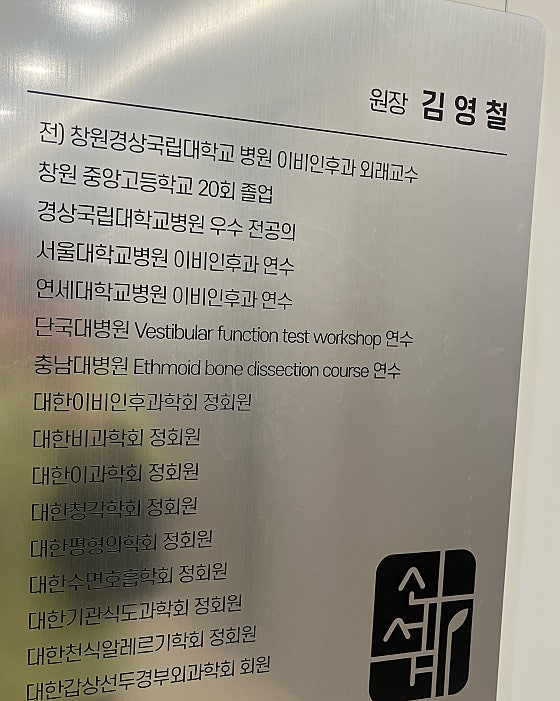 원장 김영철
전) 창원경상국립대학교 병원 이비인후과 외래교수
창원 중앙고등학교 20회 졸업
경상국립대학교병원 우수 전공의
서울대학교병원 이비인후과 연수
연세대학교병원 이비인후과 연수
단국대병원 Vestibular function test workshop 연수
충남대병원 Ethmoid bone dissection course 연수
대한이비인후과학회 정회원
대한비과학회 정회원
대한이과학회 정회원
대한청각학회 정회원
대한평형의학회 정회원
대한수면호흡학회 정회원
대한기관식도과학회 정회원
대한천식알레르기학회 정회원
대한갑상선두경부외과학회 회원